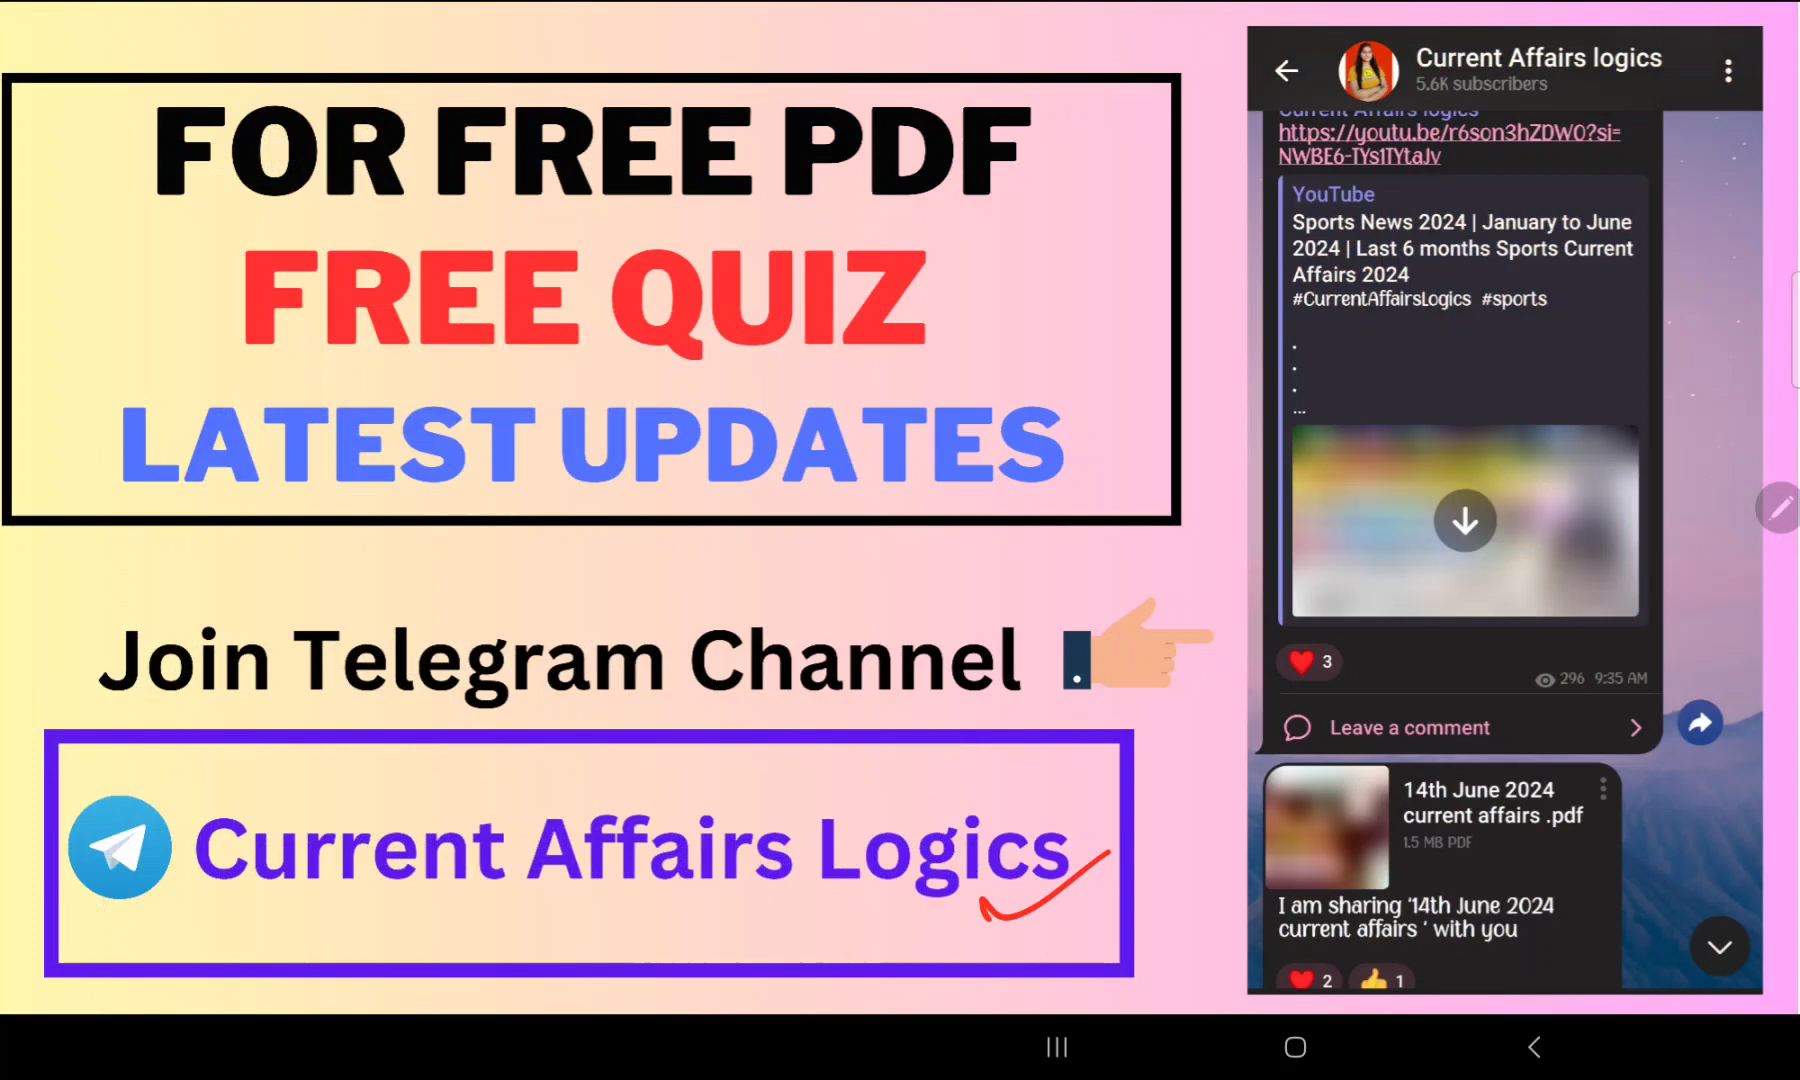 FOR FREE PDF
FREE QUIZ
LATEST UPDATES
Join Telegram Channel
Current Affairs Logics
Current Affairs logics
5.6K subscribers
Current Affairs logics
https://youtu.be/r6son3hZDW0?si=
NWBE6-TYs1TYtaJv
YouTube
Sports News 2024 | January to June
2024 | Last 6 months Sports Current
Affairs 2024
#CurrentAffairsLogics #sports
.
.
.
...
3
296 9:35 AM
Leave a comment
14th June 2024
current affairs .pdf
1.5 MB PDF
I am sharing '14th June 2024
current affairs ' with you
2 1